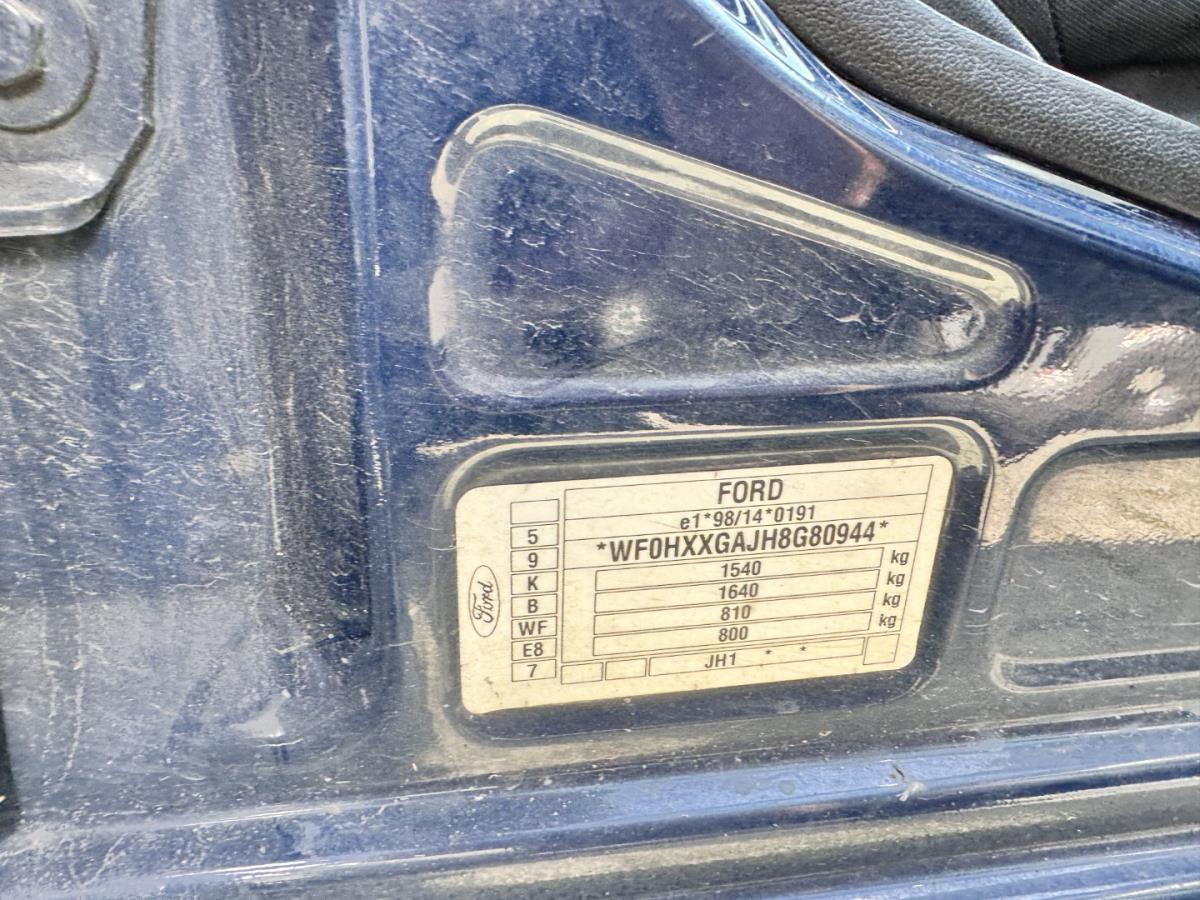 FORD
e1*98/14*0191
*WF0HXXGAJH8G80944*
1540 kg
1640 kg
810 kg
800 kg
JH1 * *
5
9
K
B
WF
E8
7
Ford